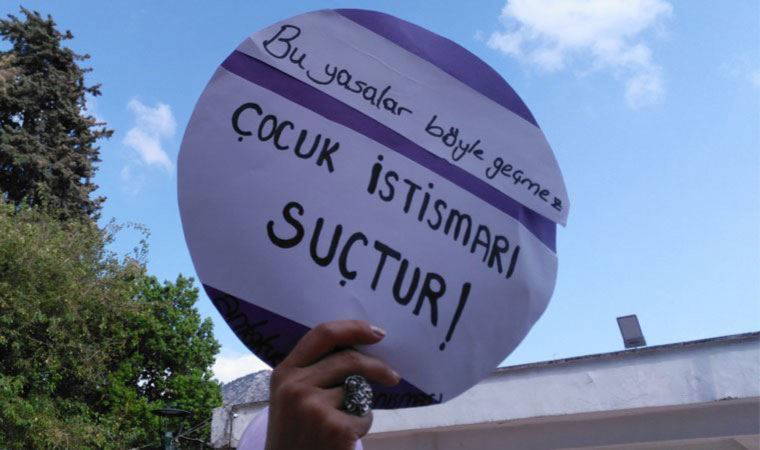 Bu yasalar böyle geçmez
ÇOCUK İSTİSMARI
SUÇTUR!